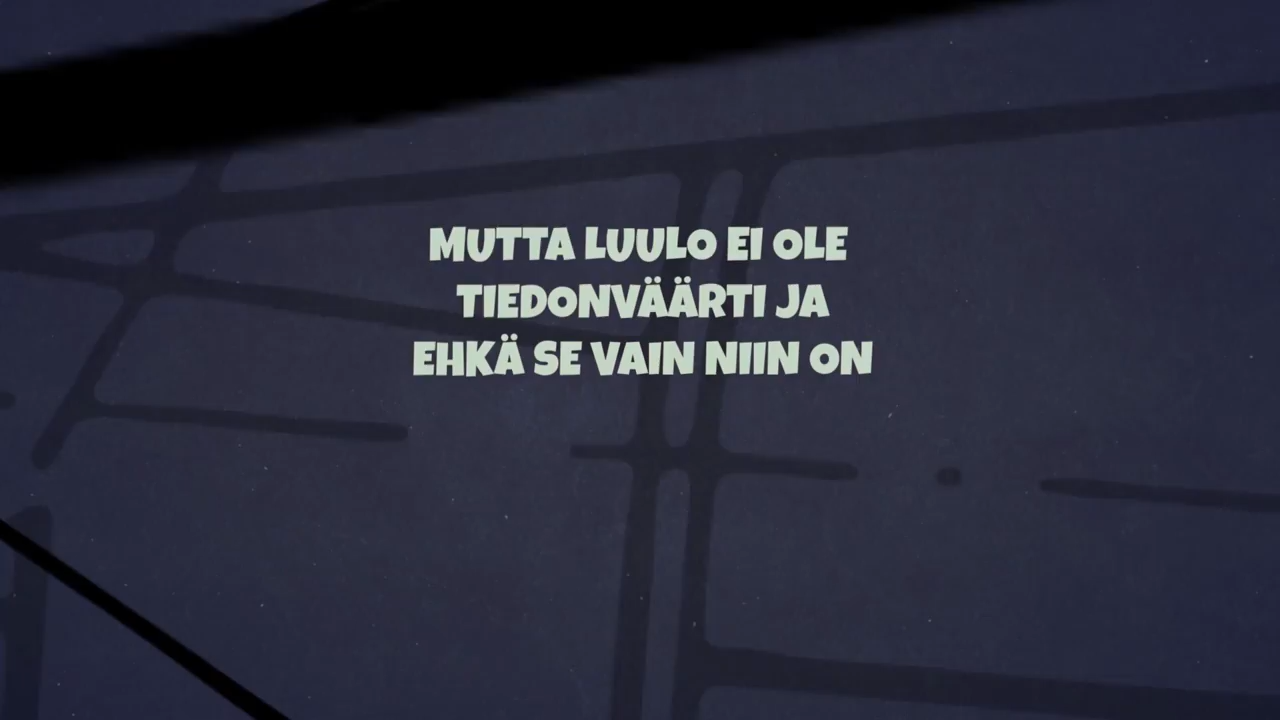 MUTTA LUULO EI OLE
TIEDONVÄÄRTI JA
EHKÄ SE VAIN NIIN ON